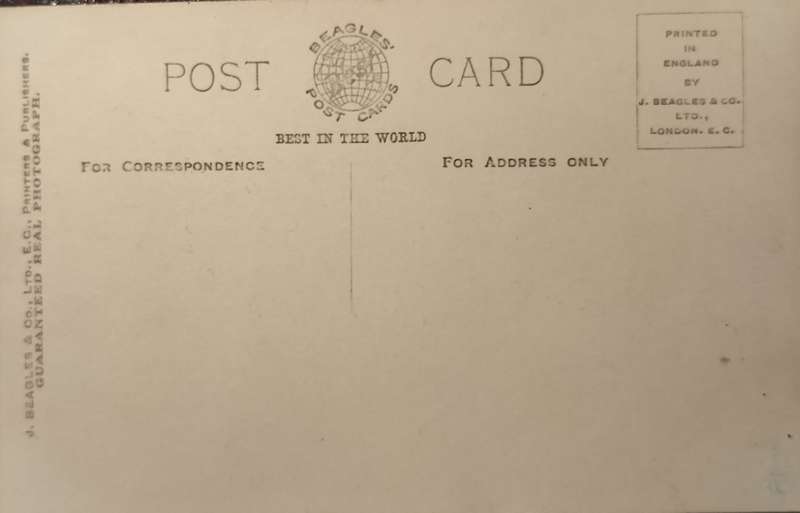 POST CARD
BEAGLES'
POST CARDS
BEST IN THE WORLD
PRINTED
IN
ENGLAND
BY
J. BEAGLES & CO.
LTD.,
LONDON. E. C.
FOR CORRESPONDENCE
FOR ADDRESS ONLY
J. BEAGLES & CO., LTD., E.C., PRINTERS & PUBLISHERS.
GUARANTEED REAL PHOTOGRAPH.